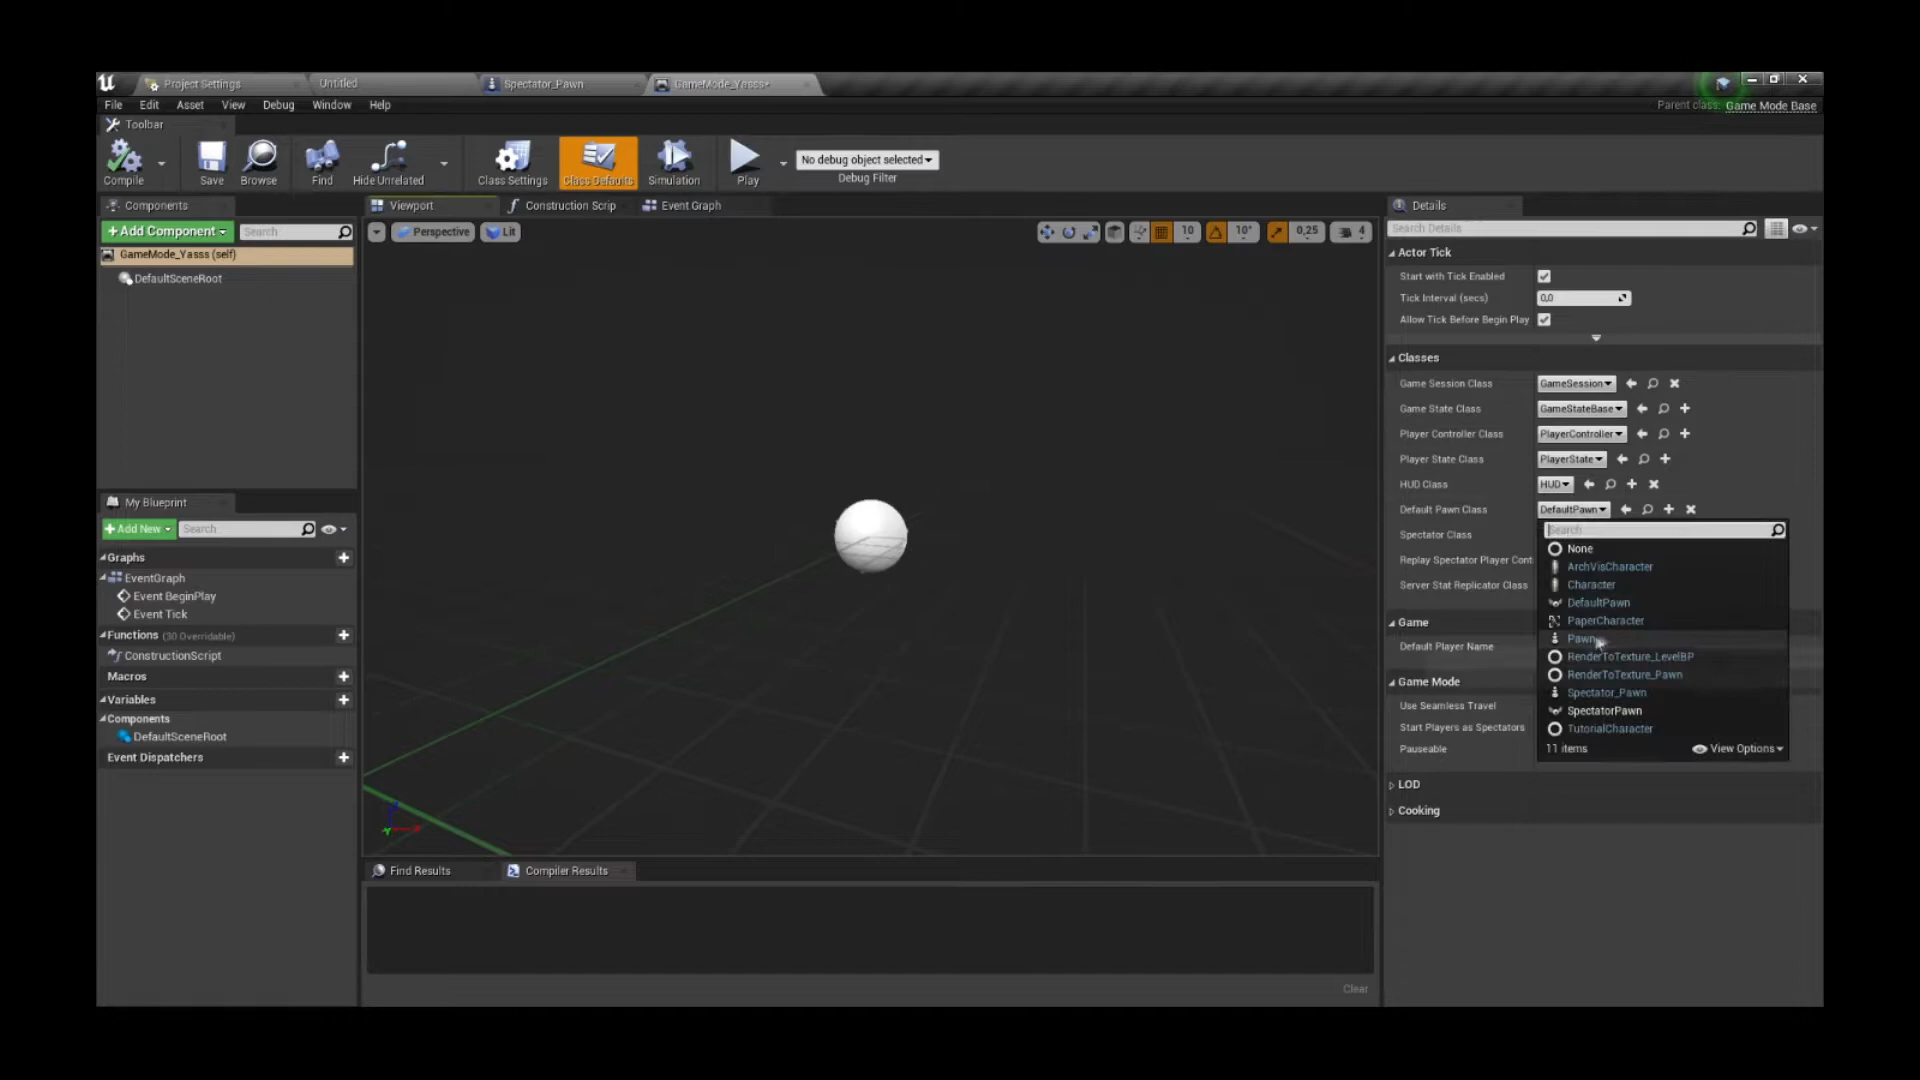 Project Settings
Untitled
Spectator_Pawn
GameMode_Yasss*
File Edit Asset View Debug Window Help
Parent class: Game Mode Base
Toolbar
Compile
Save
Browse
Find
Hide Unrelated
Class Settings
Class Defaults
Simulation
Play
No debug object selected
Debug Filter
Components
+Add Component
Search
GameMode_Yasss (self)
DefaultSceneRoot
My Blueprint
+Add New
Search
Graphs
EventGraph
Event BeginPlay
Event Tick
Functions (30 Overridable)
ConstructionScript
Macros
Variables
Components
DefaultSceneRoot
Event Dispatchers
Viewport
Construction Scrip
Event Graph
Perspective
Lit
10
10°
0,25
4
Find Results
Compiler Results
Clear
Details
Search Details
Actor Tick
Start with Tick Enabled
Tick Interval (secs) 0,0
Allow Tick Before Begin Play
Classes
Game Session Class GameSession
Game State Class GameStateBase
Player Controller Class PlayerController
Player State Class PlayerState
HUD Class HUD
Default Pawn Class DefaultPawn
Spectator Class
Replay Spectator Player Cont
Server Stat Replicator Class
Game
Default Player Name
Game Mode
Use Seamless Travel
Start Players as Spectators
Pauseable
LOD
Cooking
Search
None
ArchVisCharacter
Character
DefaultPawn
PaperCharacter
Pawn
RenderToTexture_LevelBP
RenderToTexture_Pawn
Spectator_Pawn
SpectatorPawn
TutorialCharacter
11 items
View Options